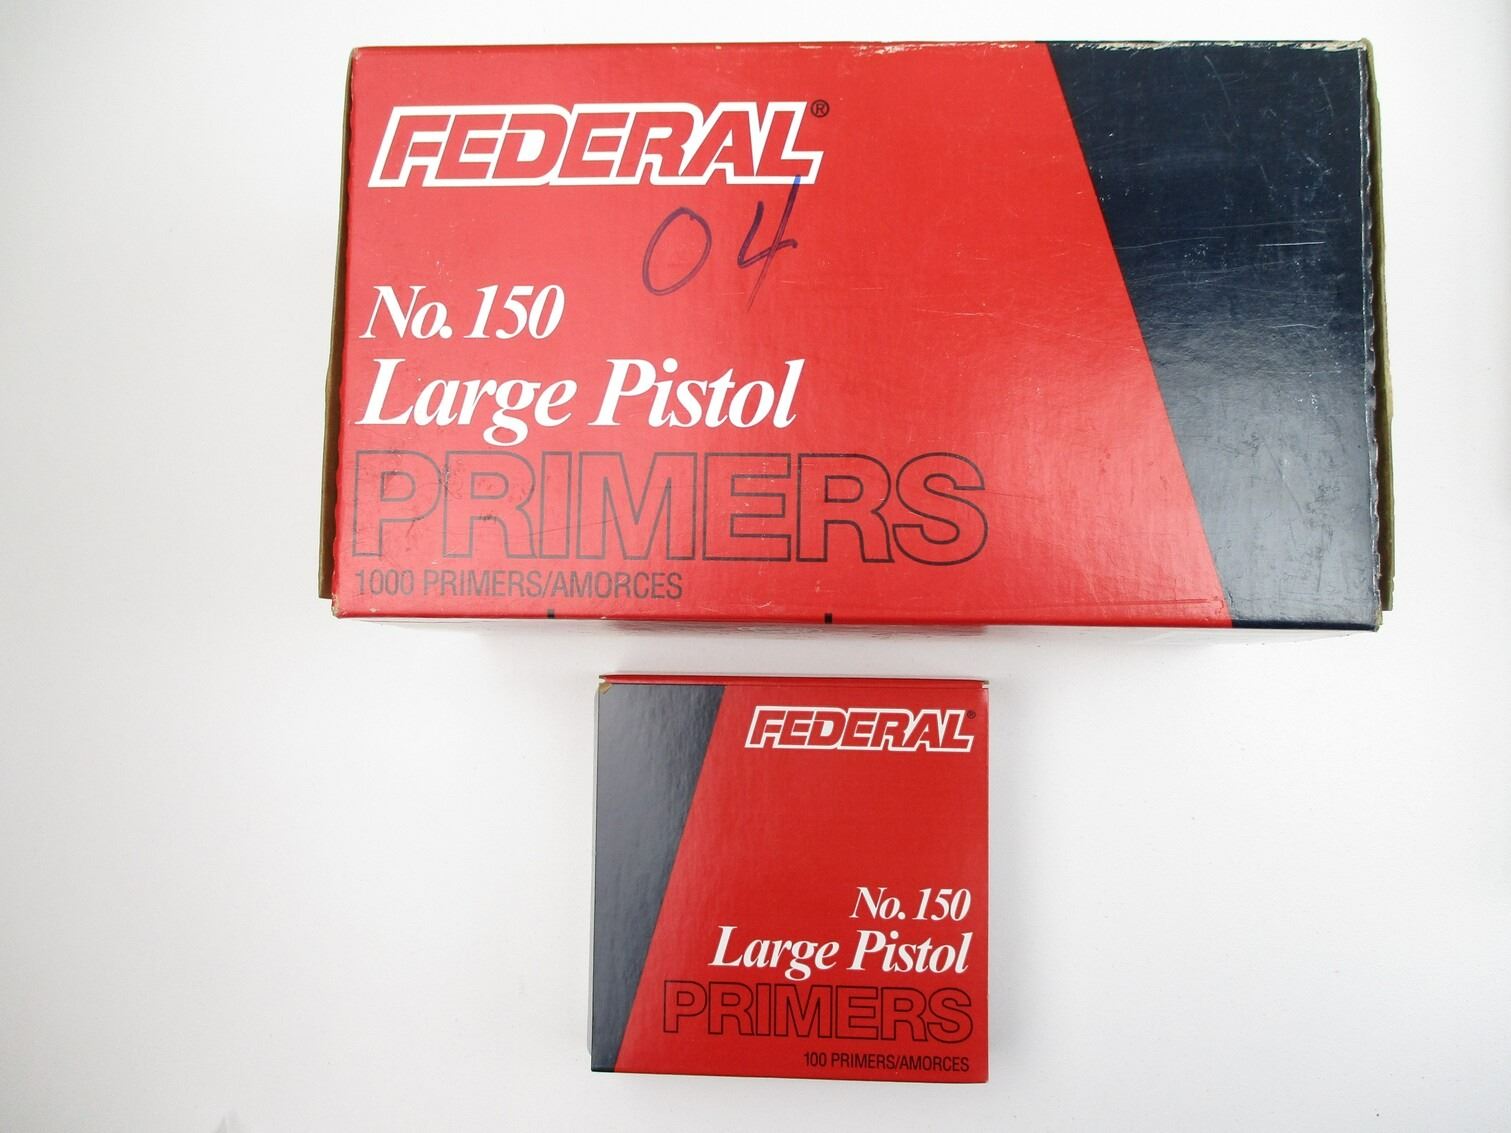 FEDERAL®
04
No. 150
Large Pistol
PRIMERS
1000 PRIMERS/AMORCES
FEDERAL®
No. 150
Large Pistol
PRIMERS
100 PRIMERS/AMORCES